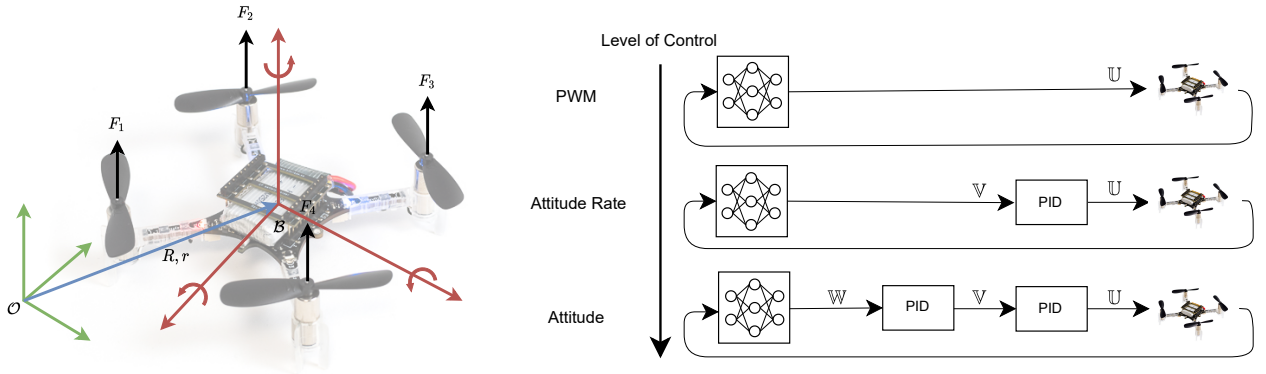 F₂
F₃
F₁
F₄
ℬ
R, r
𝒪
Level of Control
PWM
𝕌
Attitude Rate
𝕍
PID
𝕌
Attitude
𝕎
PID
𝕍
PID
𝕌